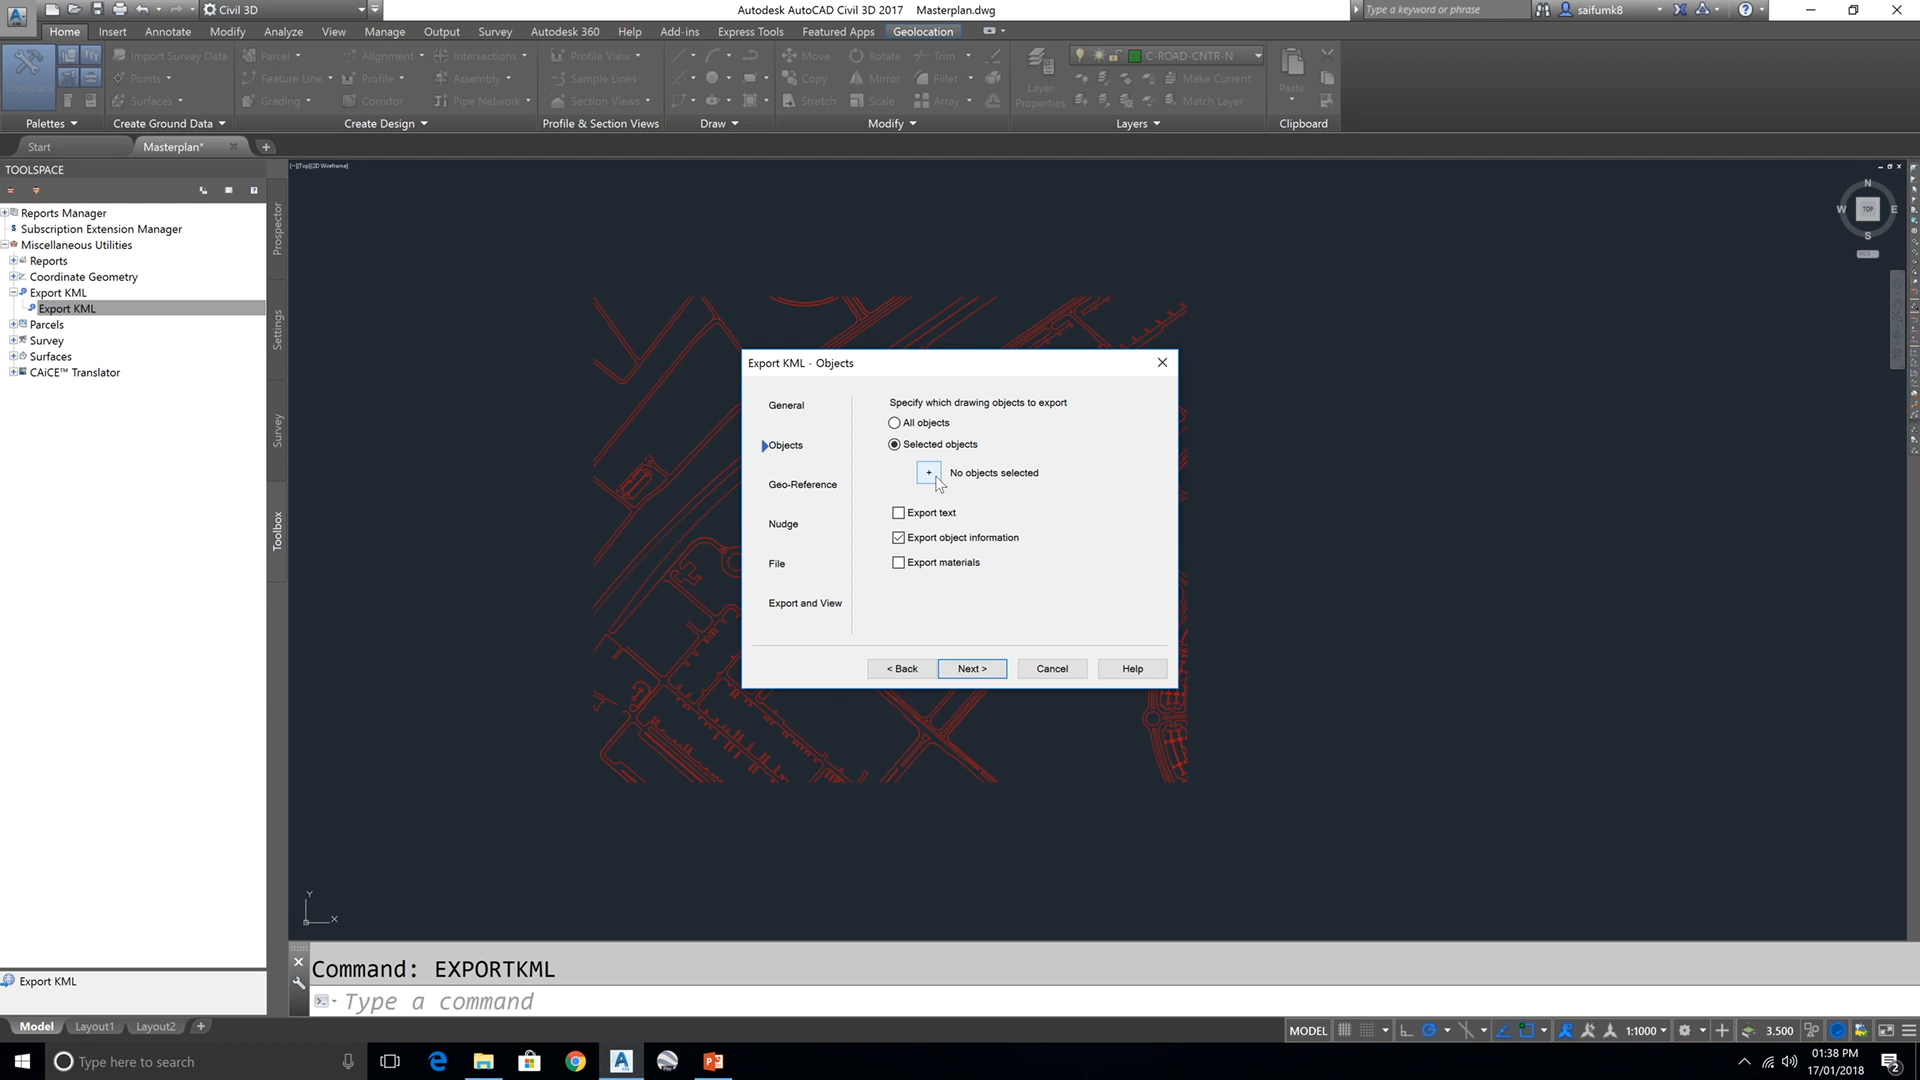 Civil 3D
Autodesk AutoCAD Civil 3D 2017 Masterplan.dwg
Type a keyword or phrase
saifumk8
Home Insert Annotate Modify Analyze View Manage Output Survey Autodesk 360 Help Add-ins Express Tools Featured Apps Geolocation
Toolspace
Import Survey Data
Points
Surfaces
Parcel
Feature Line
Grading
Alignment
Profile
Corridor
Intersections
Assembly
Pipe Network
Profile View
Sample Lines
Section Views
Move
Copy
Stretch
Rotate
Mirror
Scale
Trim
Fillet
Array
Layer
Properties
C-ROAD-CNTR-N
Make Current
Match Layer
Paste
Palettes Create Ground Data Create Design Profile & Section Views Draw Modify Layers Clipboard
Start Masterplan*
TOOLSPACE
[−][Top][2D Wireframe]
Reports Manager
Subscription Extension Manager
Miscellaneous Utilities
Reports
Coordinate Geometry
Export KML
Export KML
Parcels
Survey
Surfaces
CAiCE™ Translator
Prospector
Settings
Survey
Toolbox
N
W TOP E
S
Export KML - Objects
General
Objects
Geo-Reference
Nudge
File
Export and View
Specify which drawing objects to export
All objects
Selected objects
+ No objects selected
Export text
Export object information
Export materials
< Back Next > Cancel Help
Y
X
Command: EXPORTKML
Type a command
Export KML
Model Layout1 Layout2 +
MODEL 1:1000 3.500
Type here to search
01:38 PM
17/01/2018
2